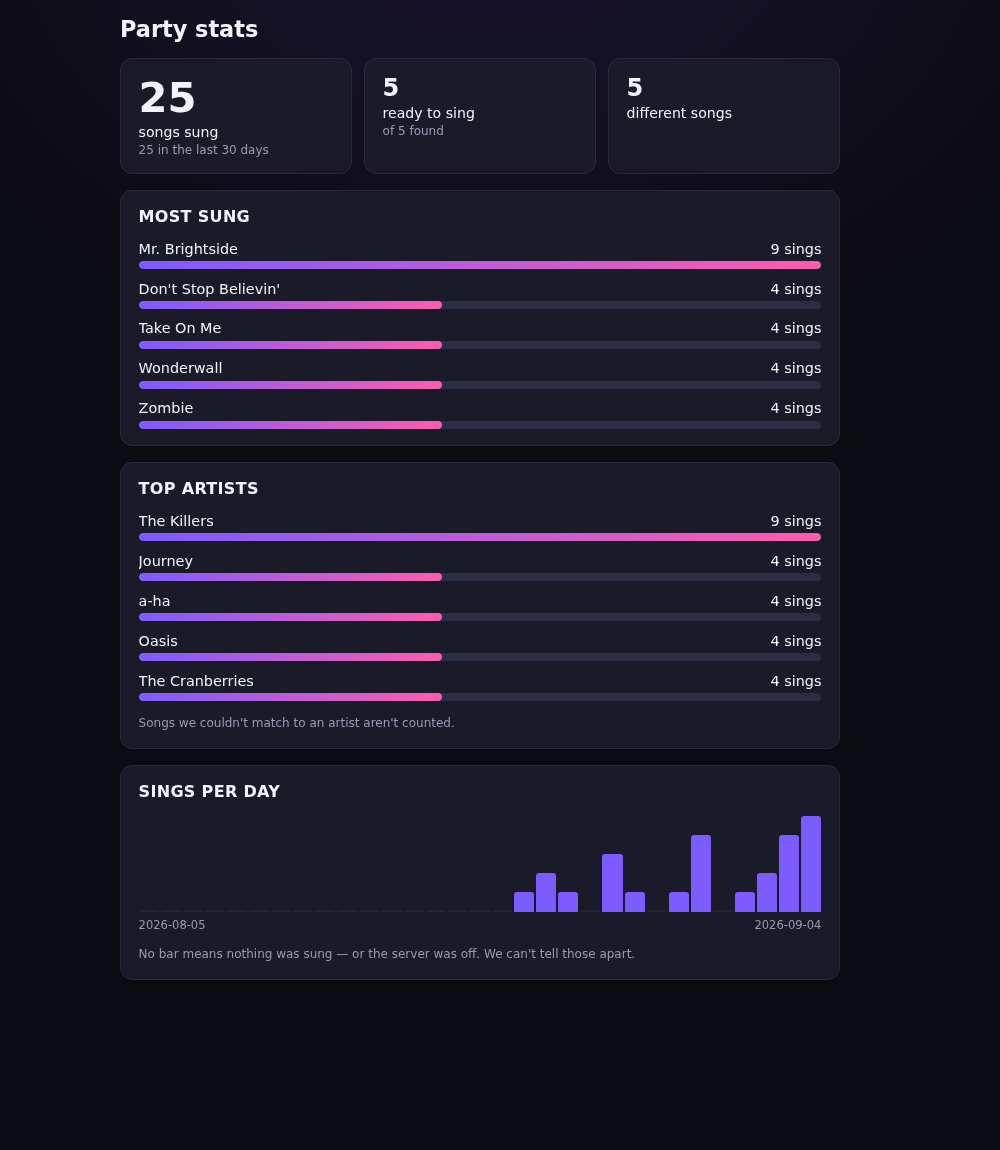 Party stats
25
songs sung
25 in the last 30 days
5
ready to sing
of 5 found
5
different songs
MOST SUNG
Mr. Brightside 9 sings
Don't Stop Believin' 4 sings
Take On Me 4 sings
Wonderwall 4 sings
Zombie 4 sings
TOP ARTISTS
The Killers 9 sings
Journey 4 sings
a-ha 4 sings
Oasis 4 sings
The Cranberries 4 sings
Songs we couldn't match to an artist aren't counted.
SINGS PER DAY
2026-08-05 2026-09-04
No bar means nothing was sung — or the server was off. We can't tell those apart.